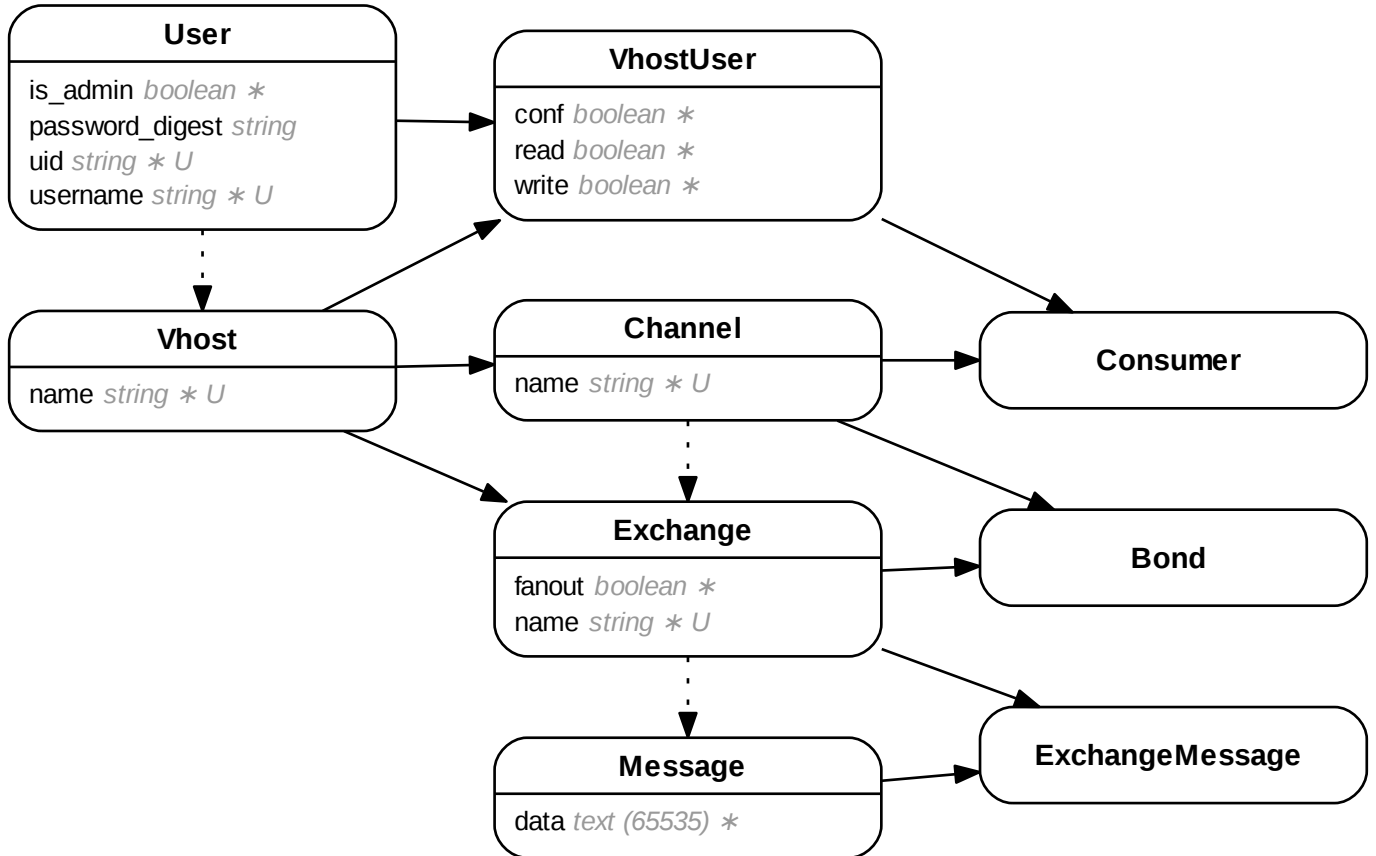 User
is_admin boolean ∗
password_digest string
uid string ∗ U
username string ∗ U
VhostUser
conf boolean ∗
read boolean ∗
write boolean ∗
Vhost
name string ∗ U
Channel
name string ∗ U
Consumer
Exchange
fanout boolean ∗
name string ∗ U
Bond
Message
data text (65535) ∗
ExchangeMessage